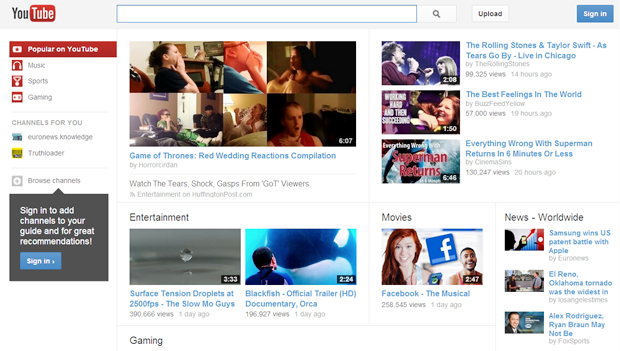 YouTube
Upload
Sign in
Popular on YouTube
Music
Sports
Gaming
CHANNELS FOR YOU
euronews knowledge
Truthloader
Browse channels
Sign in to add
channels to your
guide and for great
recommendations!
Sign in ›
6:07
Game of Thrones: Red Wedding Reactions Compilation
by Horrorcirdan
Watch The Tears, Shock, Gasps From 'GoT' Viewers
Entertainment on HuffingtonPost.com
2:08
The Rolling Stones & Taylor Swift - As
Tears Go By - Live in Chicago
by TheRollingStones
99,325 views 14 hours ago
WORKING
HARD AND
THEN
SUCCEEDING
1:50
The Best Feelings In The World
by BuzzFeedYellow
57,000 views 19 hours ago
Everything Wrong With
Superman
Returns
6:46
Everything Wrong With Superman
Returns In 6 Minutes Or Less
by CinemaSins
130,247 views 20 hours ago
Entertainment
3:33
Surface Tension Droplets at
2500fps - The Slow Mo Guys
390,666 views 1 day ago
2:24
Blackfish - Official Trailer (HD)
Documentary, Orca
196,927 views 1 day ago
Movies
f
2:47
Facebook - The Musical
258,545 views 1 day ago
News - Worldwide
Samsung wins US
patent battle with
Apple
by Euronews
El Reno,
Oklahoma tornado
was the widest in
by losangelestimes
Alex Rodriguez,
Ryan Braun May
Not Be
by FoxSports
Gaming